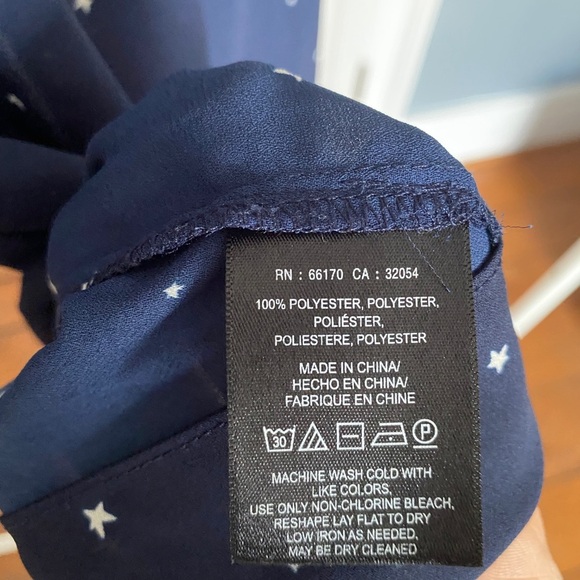 RN : 66170 CA : 32054
100% POLYESTER, POLYESTER,
POLIÉSTER,
POLIESTERE, POLYESTER
MADE IN CHINA/
HECHO EN CHINA/
FABRIQUE EN CHINE
30 P
MACHINE WASH COLD WITH
LIKE COLORS,
USE ONLY NON-CHLORINE BLEACH,
RESHAPE LAY FLAT TO DRY
LOW IRON AS NEEDED,
MAY BE DRY CLEANED